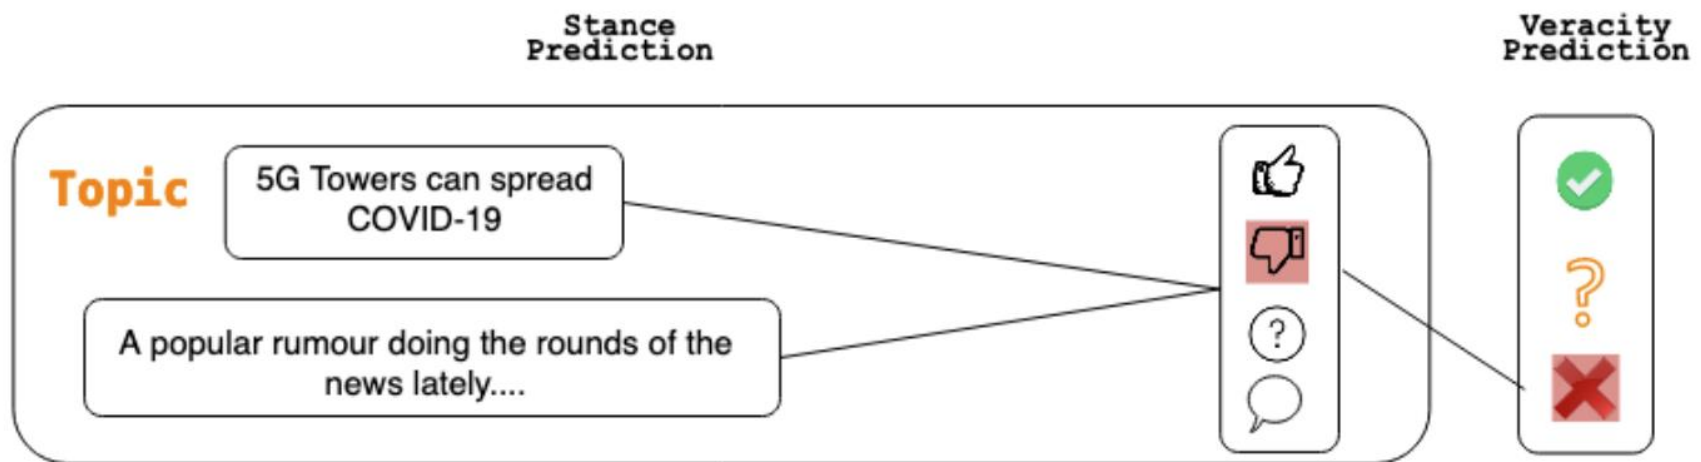 Stance
Prediction
Veracity
Prediction
Topic
5G Towers can spread
COVID-19
A popular rumour doing the rounds of the
news lately....
?
?